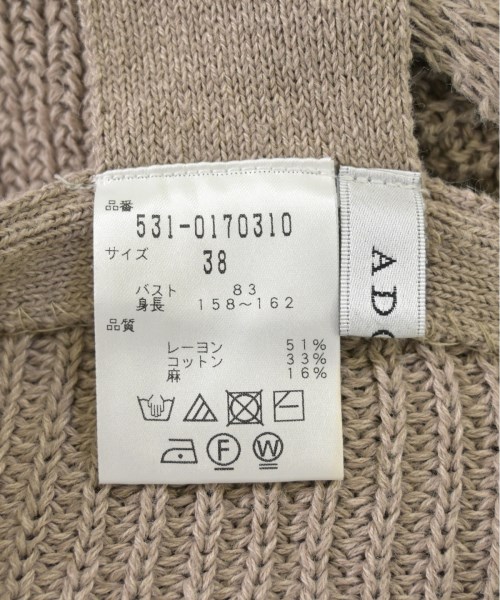 品番
531-0170310
サイズ
38
バスト 83
身長 158～162
品質
レーヨン 51%
コットン 33%
麻 16%
F W